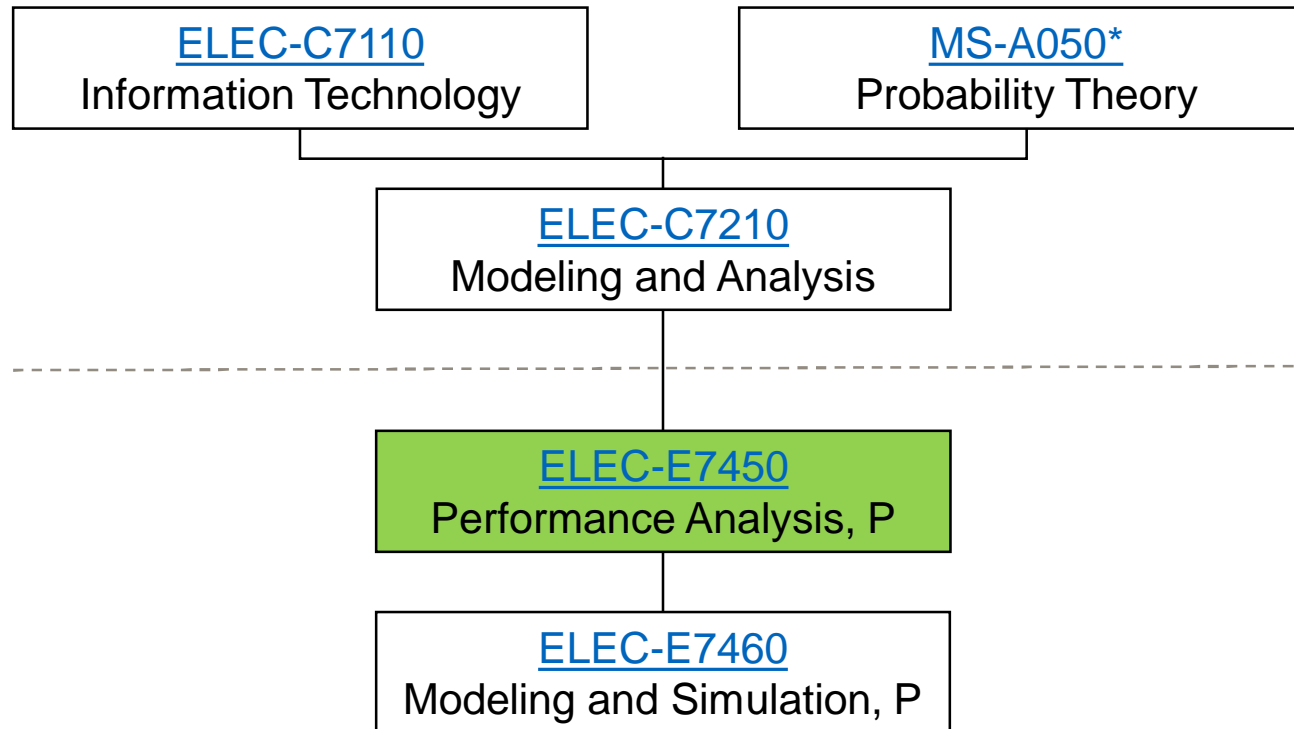 ELEC-C7110
Information Technology
MS-A050*
Probability Theory
ELEC-C7210
Modeling and Analysis
ELEC-E7450
Performance Analysis, P
ELEC-E7460
Modeling and Simulation, P